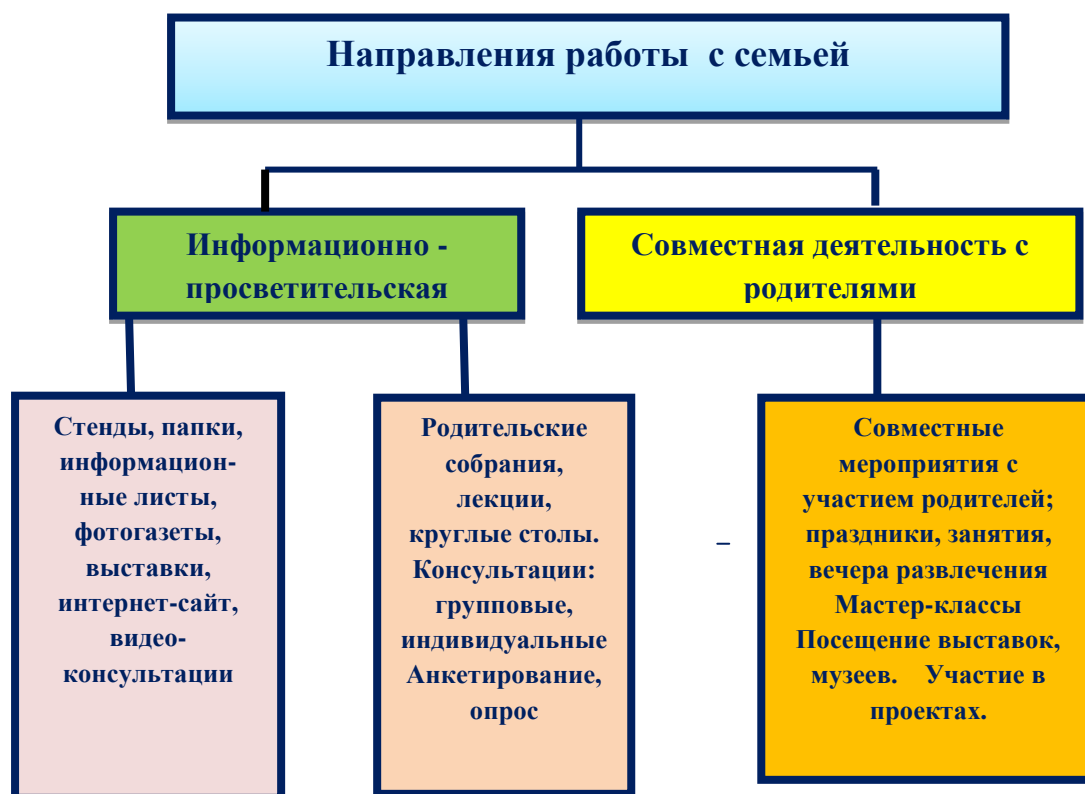 Направления работы с семьей
Информационно -
просветительская
Совместная деятельность с
родителями
Стенды, папки,
информацион-
ные листы,
фотогазеты,
выставки,
интернет-сайт,
видео-
консультации
Родительские
собрания,
лекции,
круглые столы.
Консультации:
групповые,
индивидуальные
Анкетирование,
опрос
–
Совместные
мероприятия с
участием родителей;
праздники, занятия,
вечера развлечения
Мастер-классы
Посещение выставок,
музеев. Участие в
проектах.